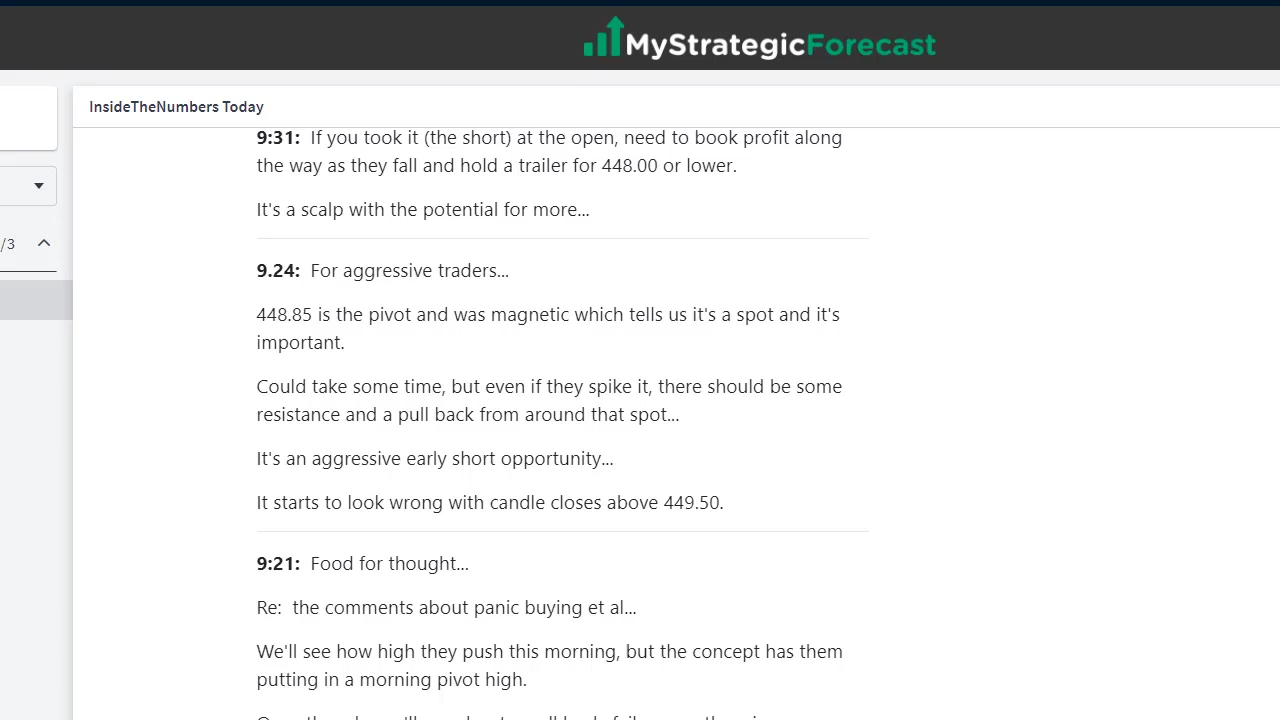 MyStrategicForecast
InsideTheNumbers Today
/3
9:31: If you took it (the short) at the open, need to book profit along
the way as they fall and hold a trailer for 448.00 or lower.
It's a scalp with the potential for more...
9.24: For aggressive traders...
448.85 is the pivot and was magnetic which tells us it's a spot and it's
important.
Could take some time, but even if they spike it, there should be some
resistance and a pull back from around that spot...
It's an aggressive early short opportunity...
It starts to look wrong with candle closes above 449.50.
9:21: Food for thought...
Re: the comments about panic buying et al...
We'll see how high they push this morning, but the concept has them
putting in a morning pivot high.